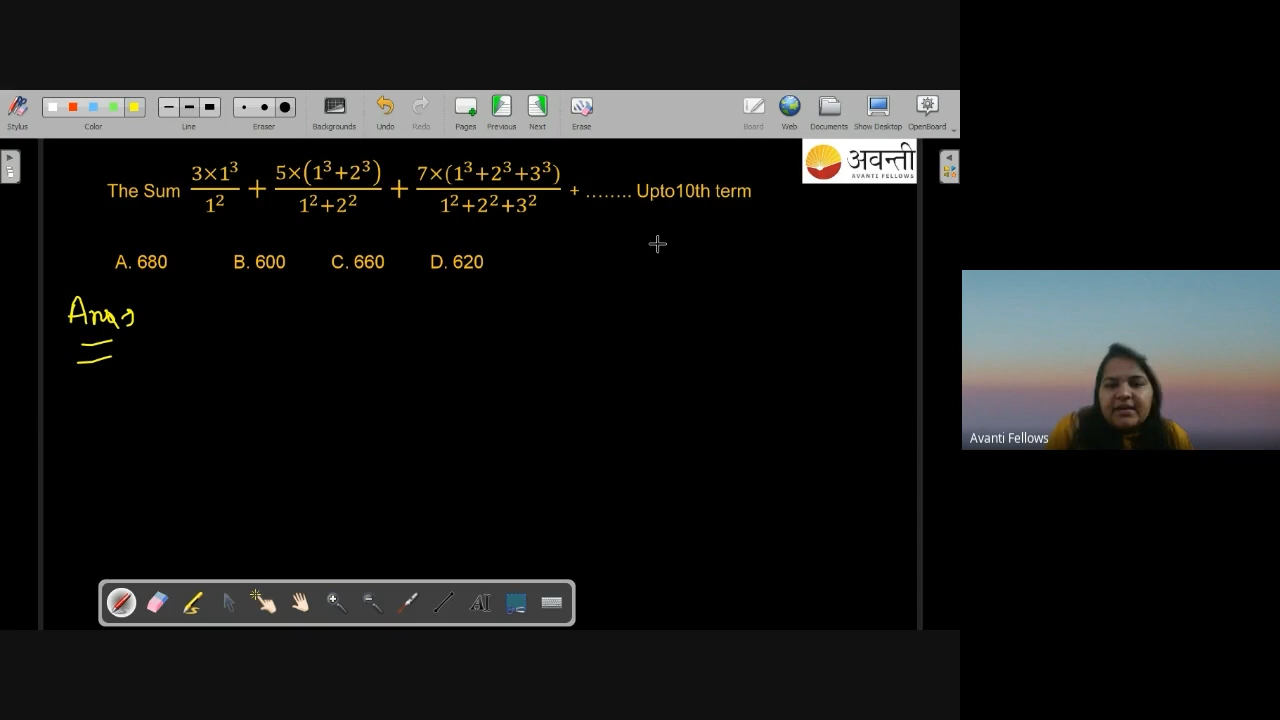 Stylus Color Line Eraser Backgrounds Undo Redo Pages Previous Next Erase Board Web Documents Show Desktop OpenBoard
अवन्ती
AVANTI FELLOWS
The Sum 3×1³/1² + 5×(1³+2³)/1²+2² + 7×(1³+2³+3³)/1²+2²+3² + ........ Upto10th term
A. 680 B. 600 C. 660 D. 620
Ans
AI
Avanti Fellows